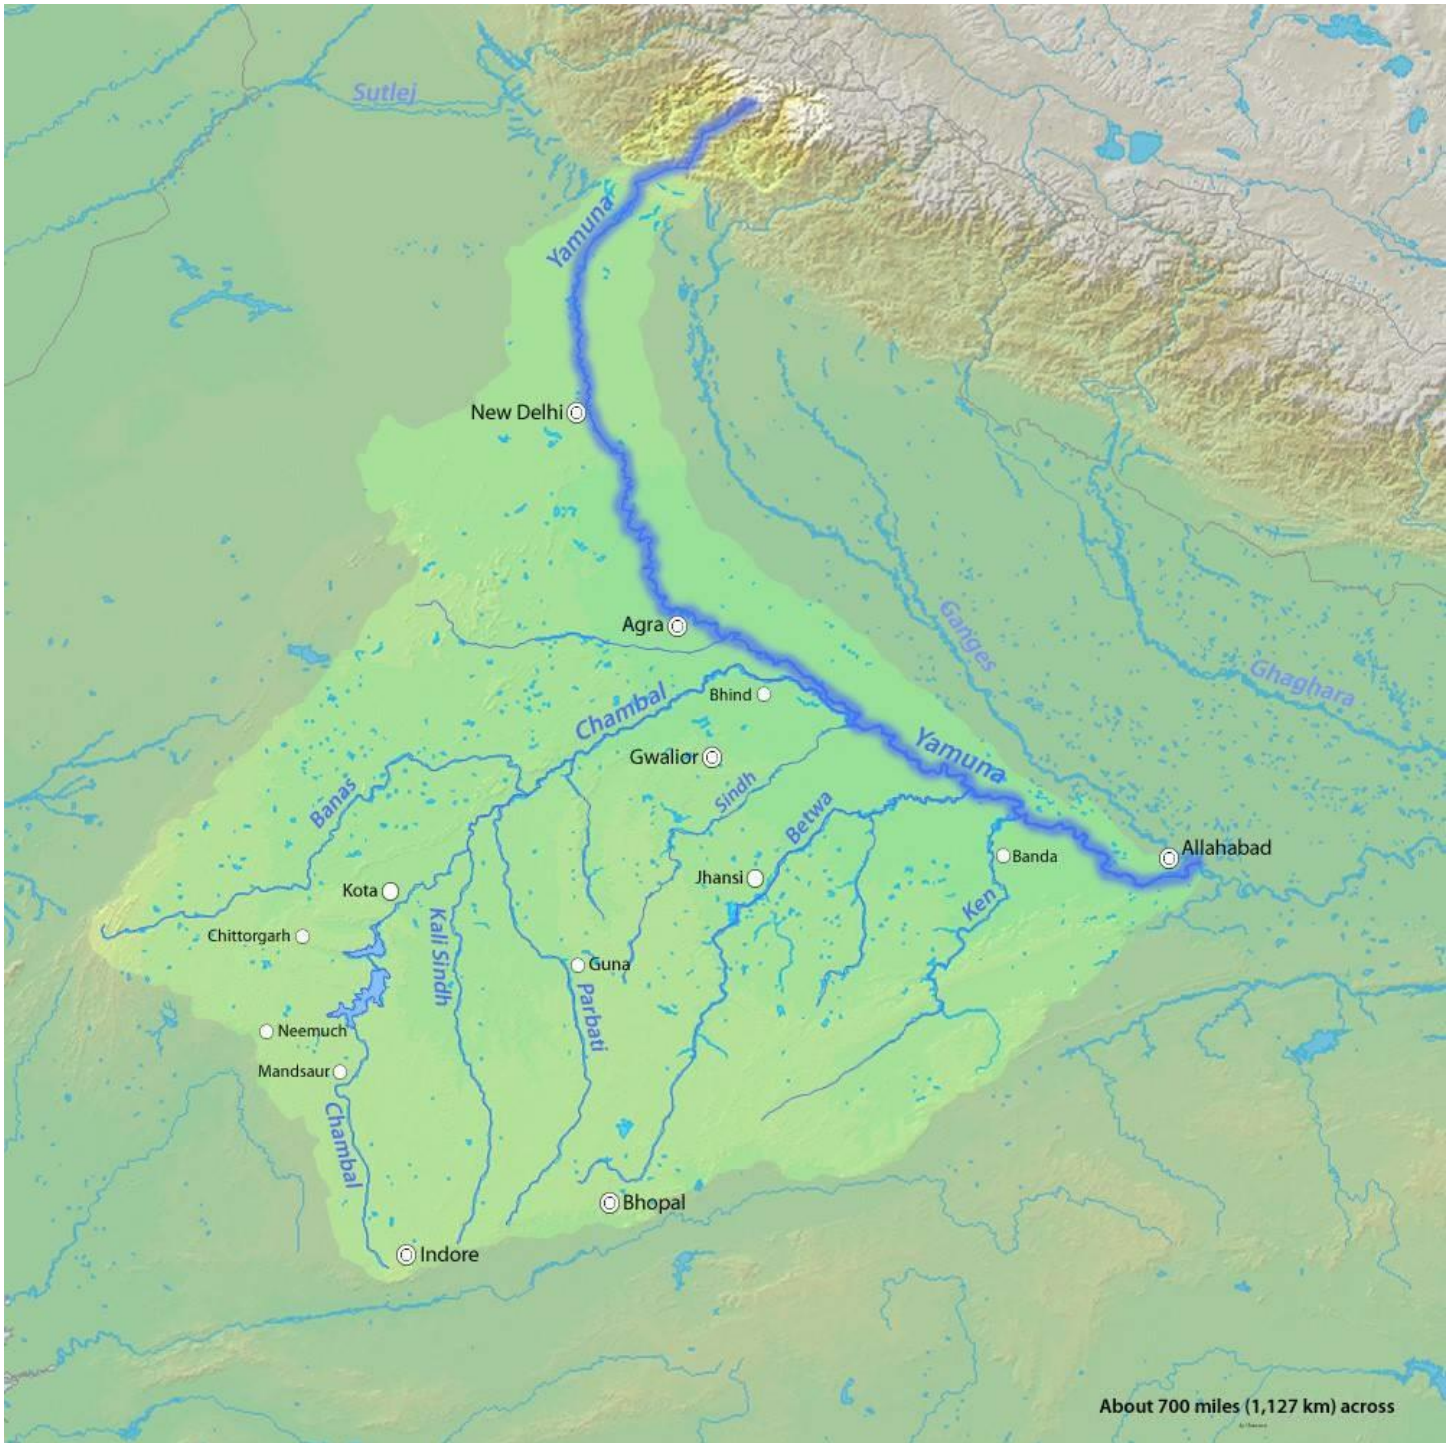 Sutlej
Yamuna
New Delhi
Agra
Ganges
Ghaghara
Chambal
Bhind
Yamuna
Gwalior
Banas
Sindh
Betwa
Allahabad
Banda
Jhansi
Kota
Ken
Chittorgarh
Kali Sindh
Guna
Parbati
Neemuch
Mandsaur
Chambal
Bhopal
Indore
About 700 miles (1,127 km) across